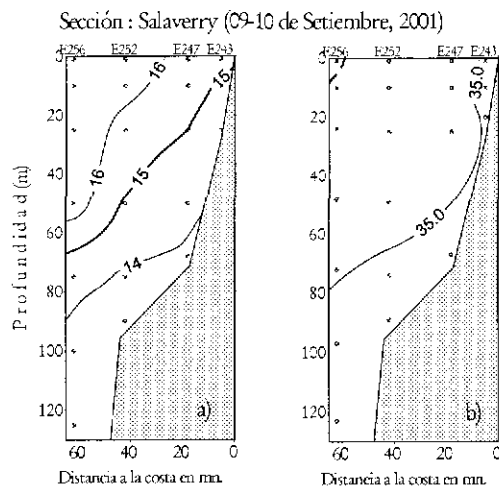 Sección : Salaverry (09-10 de Setiembre, 2001)
E256 E252 E247 E243
0
20
40
60
80
100
120
Profundidad (m)
16
15
16
15
14
a)
60 40 20 0
Distancia a la costa en mn.
E256 E252 E247 E243
0
20
40
60
80
100
120
35.0
35.0
b)
60 40 20 0
Distancia a la costa en mn.